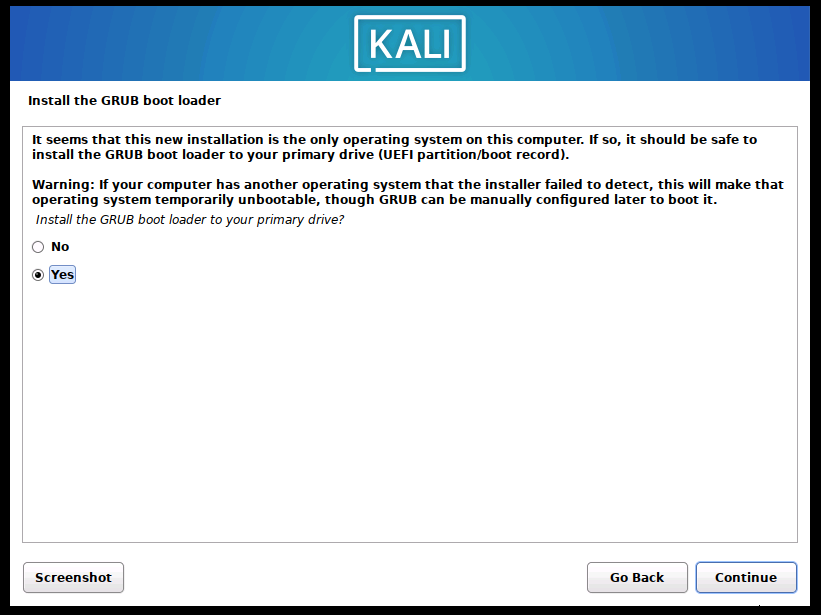 KALI
Install the GRUB boot loader
It seems that this new installation is the only operating system on this computer. If so, it should be safe to
install the GRUB boot loader to your primary drive (UEFI partition/boot record).
Warning: If your computer has another operating system that the installer failed to detect, this will make that
operating system temporarily unbootable, though GRUB can be manually configured later to boot it.
Install the GRUB boot loader to your primary drive?
No
Yes
Screenshot
Go Back
Continue